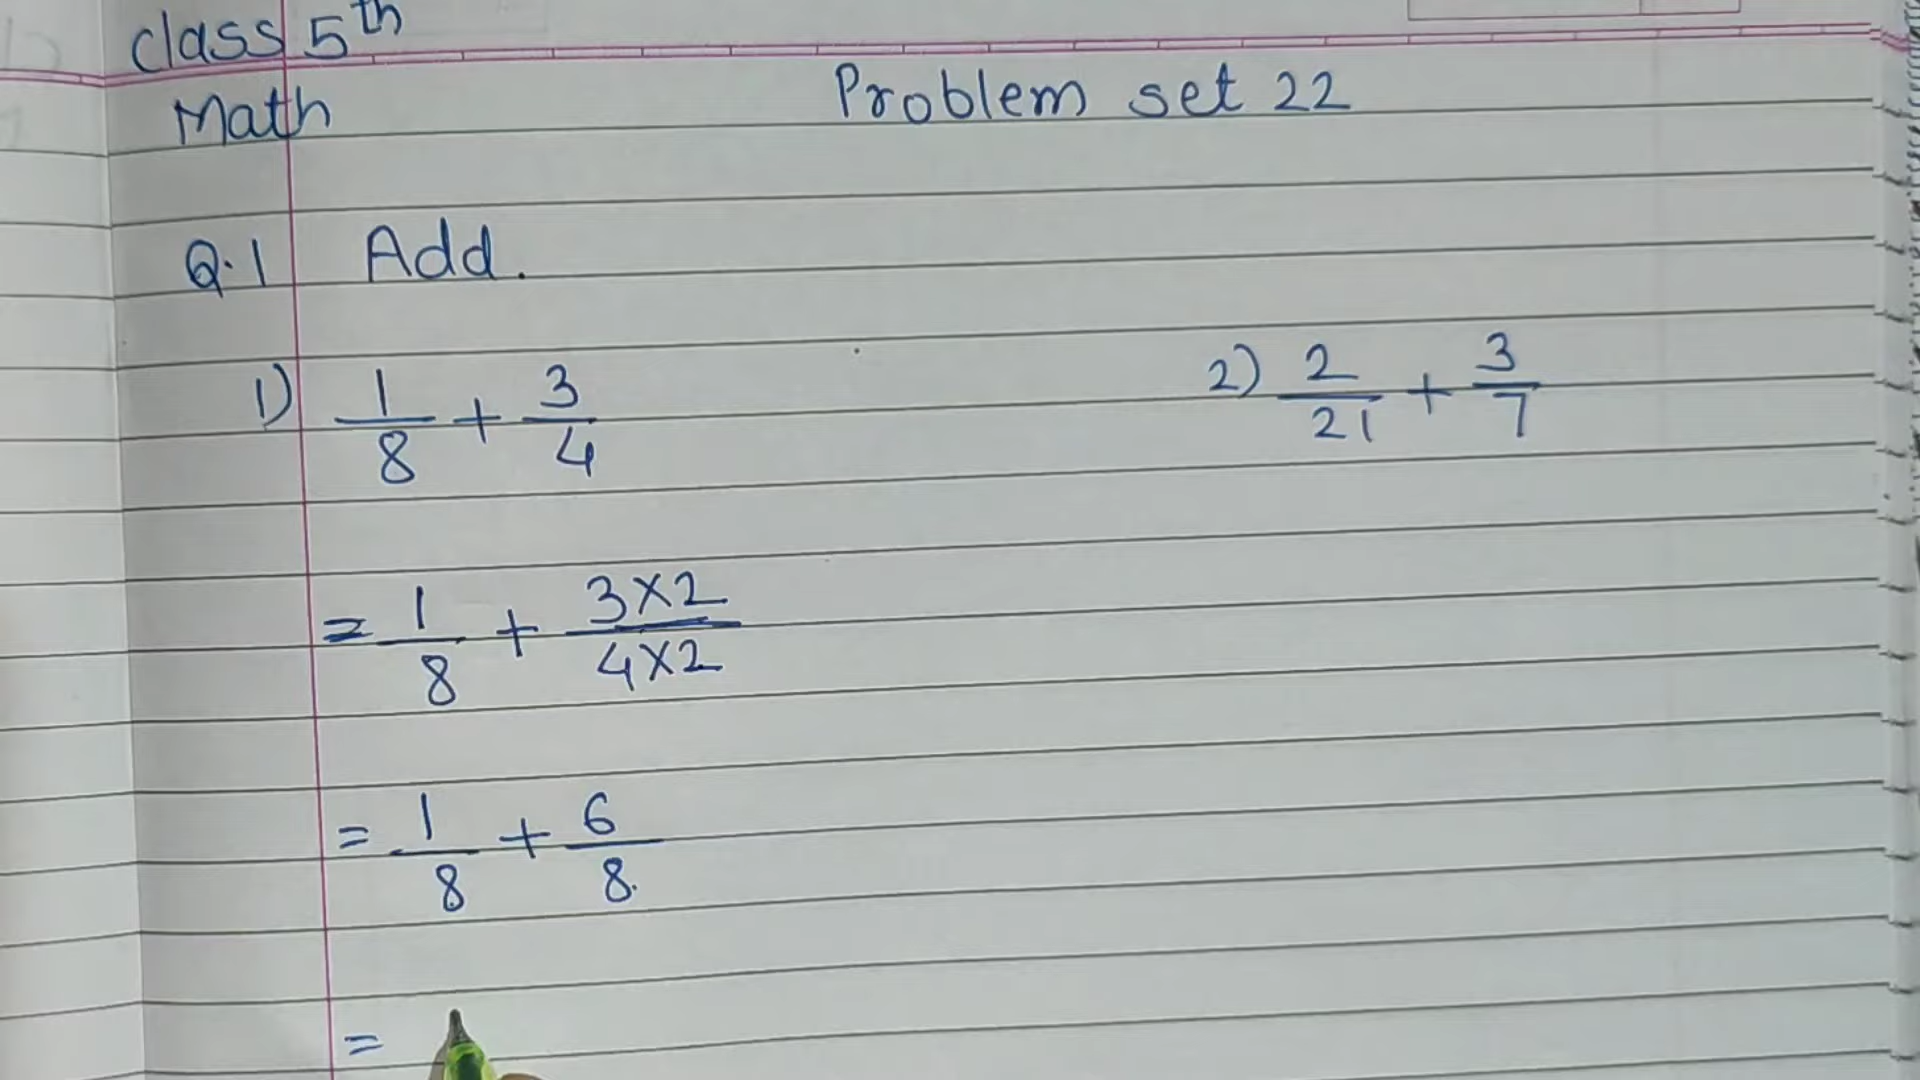 class 5th
Math Problem set 22
Q.1 Add.
1) 1/8 + 3/4 2) 2/21 + 3/7
= 1/8 + 3×2/4×2
= 1/8 + 6/8
=